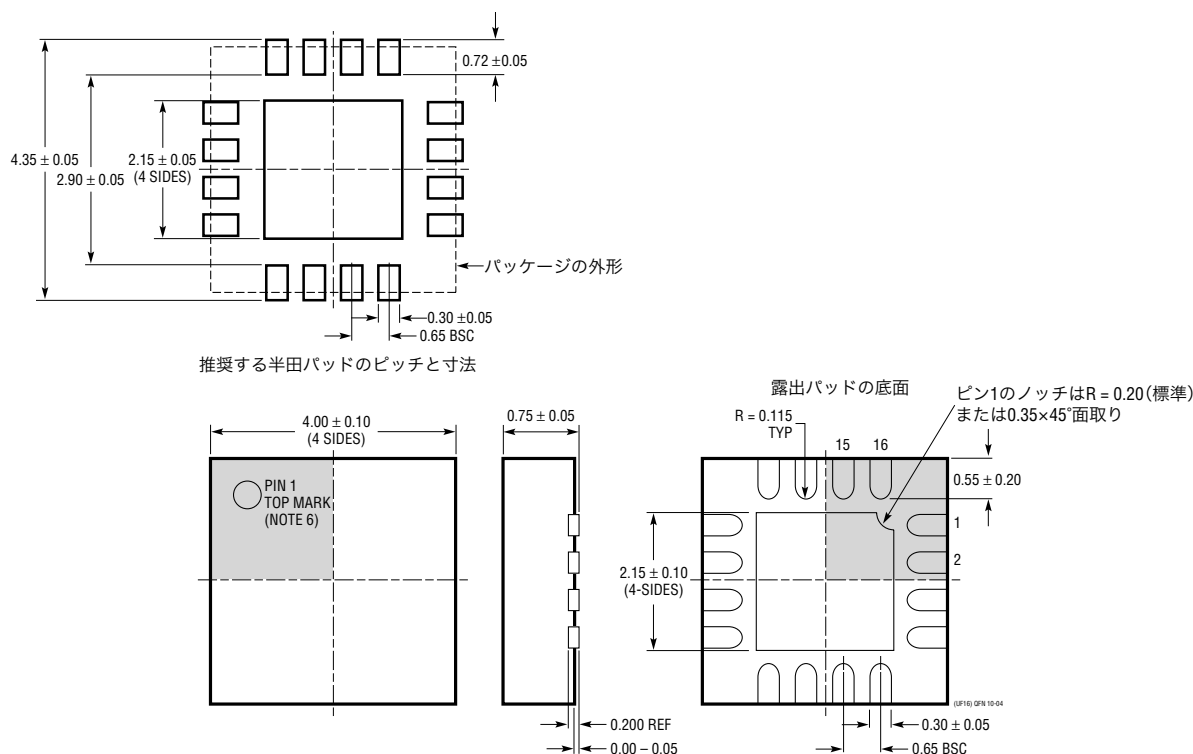 0.72 ±0.05
4.35 ± 0.05
2.90 ± 0.05
2.15 ± 0.05
(4 SIDES)
パッケージの外形
0.30 ±0.05
0.65 BSC
推奨する半田パッドのピッチと寸法
4.00 ± 0.10
(4 SIDES)
PIN 1
TOP MARK
(NOTE 6)
0.75 ± 0.05
0.200 REF
0.00 – 0.05
露出パッドの底面
ピン1のノッチはR = 0.20(標準)
または0.35×45°面取り
R = 0.115
TYP
15
16
0.55 ± 0.20
1
2
2.15 ± 0.10
(4-SIDES)
(UF16) QFN 10-04
0.30 ± 0.05
0.65 BSC